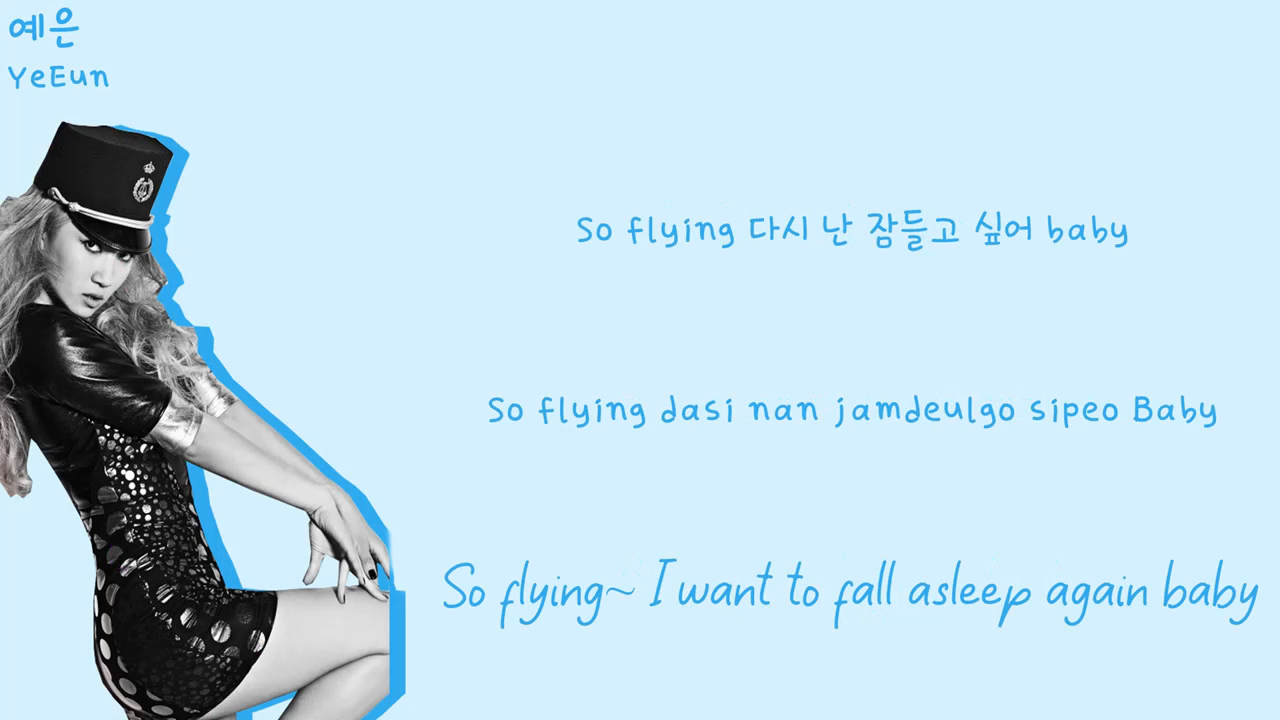 예은
YeEun
So flying 다시 난 잠들고 싶어 baby
So flying dasi nan jamdeulgo sipeo Baby
So flying~ I want to fall asleep again baby